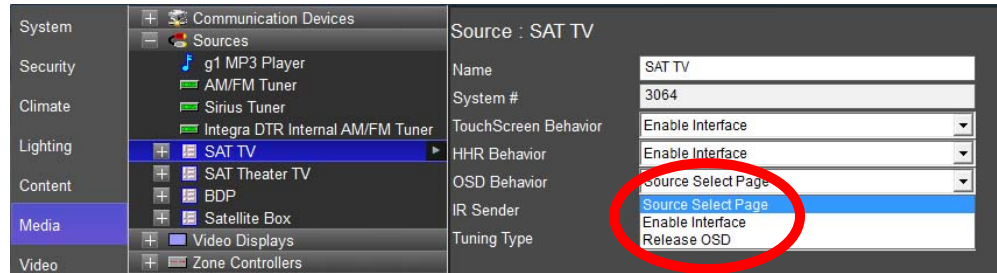 System
Security
Climate
Lighting
Content
Media
Video
Communication Devices
Sources
g1 MP3 Player
AM/FM Tuner
Sirius Tuner
Integra DTR Internal AM/FM Tuner
SAT TV
SAT Theater TV
BDP
Satellite Box
Video Displays
Zone Controllers
Source : SAT TV
Name SAT TV
System # 3064
TouchScreen Behavior Enable Interface
HHR Behavior Enable Interface
OSD Behavior Source Select Page
Source Select Page
IR Sender Enable Interface
Tuning Type Release OSD